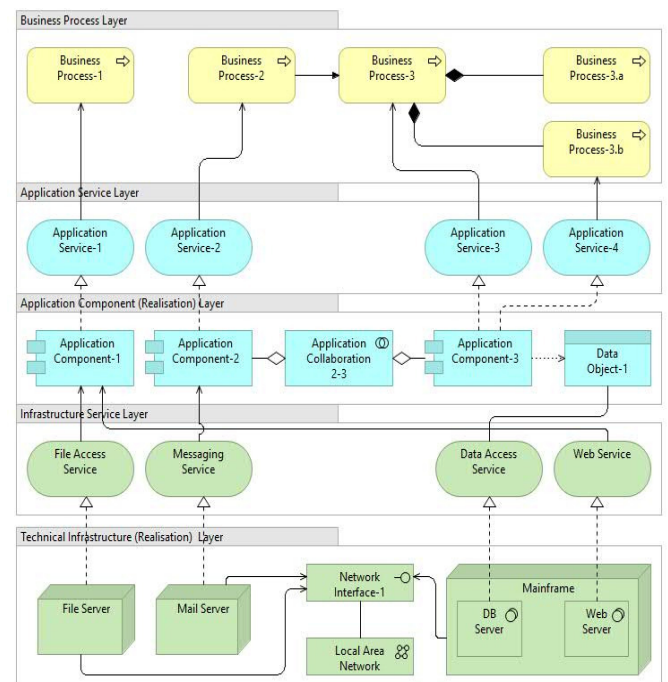 Business Process Layer
Business
Process-1
Business
Process-2
Business
Process-3
Business
Process-3.a
Business
Process-3.b
Application Service Layer
Application
Service-1
Application
Service-2
Application
Service-3
Application
Service-4
Application Component (Realisation) Layer
Application
Component-1
Application
Component-2
Application
Collaboration
2-3
Application
Component-3
Data
Object-1
Infrastructure Service Layer
File Access
Service
Messaging
Service
Data Access
Service
Web Service
Technical Infrastructure (Realisation) Layer
File Server
Mail Server
Network
Interface-1
Local Area
Network
Mainframe
DB
Server
Web
Server